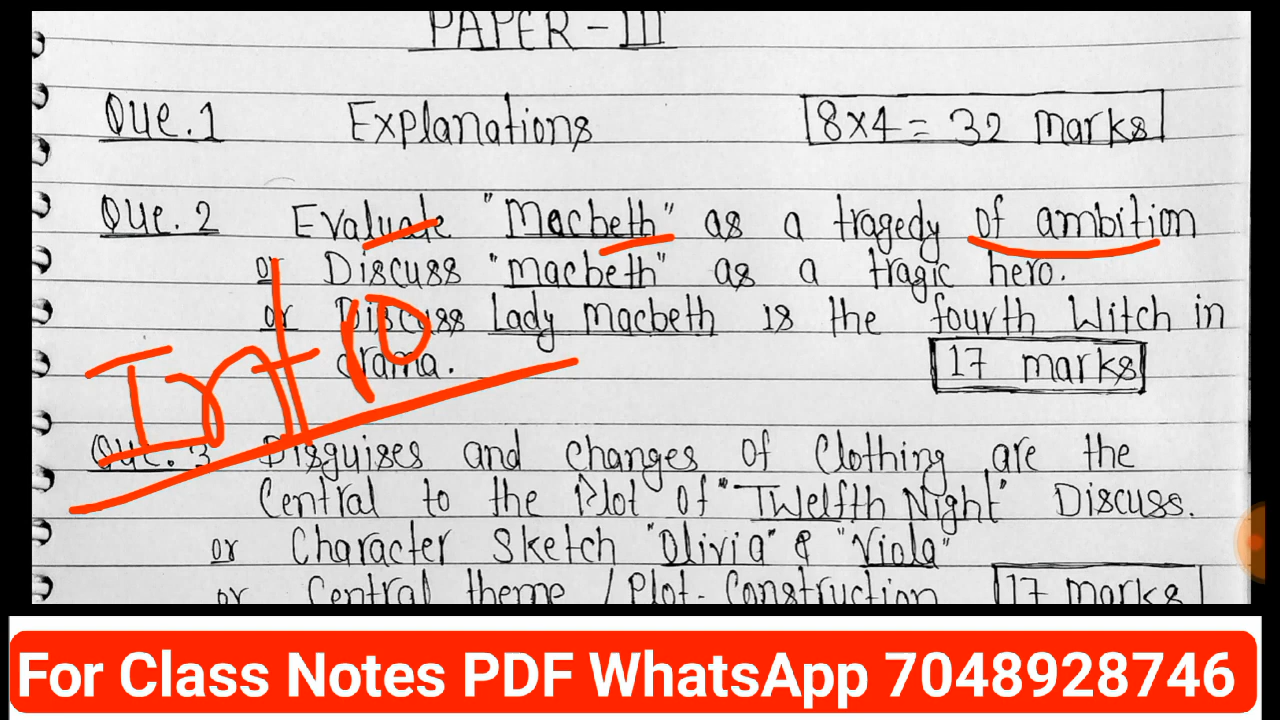 PAPER - III
Que. 1 Explanations 8x4 = 32 marks
Que. 2 Evaluate "Macbeth" as a tragedy of ambition
or Discuss "macbeth" as a tragic hero.
or Discuss Lady Macbeth is the fourth Witch in
drama. 17 marks
Que. 3 Disguises and changes of Clothing are the
Central to the Plot of "Twelfth Night" Discuss.
or Character Sketch "Olivia" & "Viola"
or Central theme / Plot- Construction 17 marks
For Class Notes PDF WhatsApp 7048928746